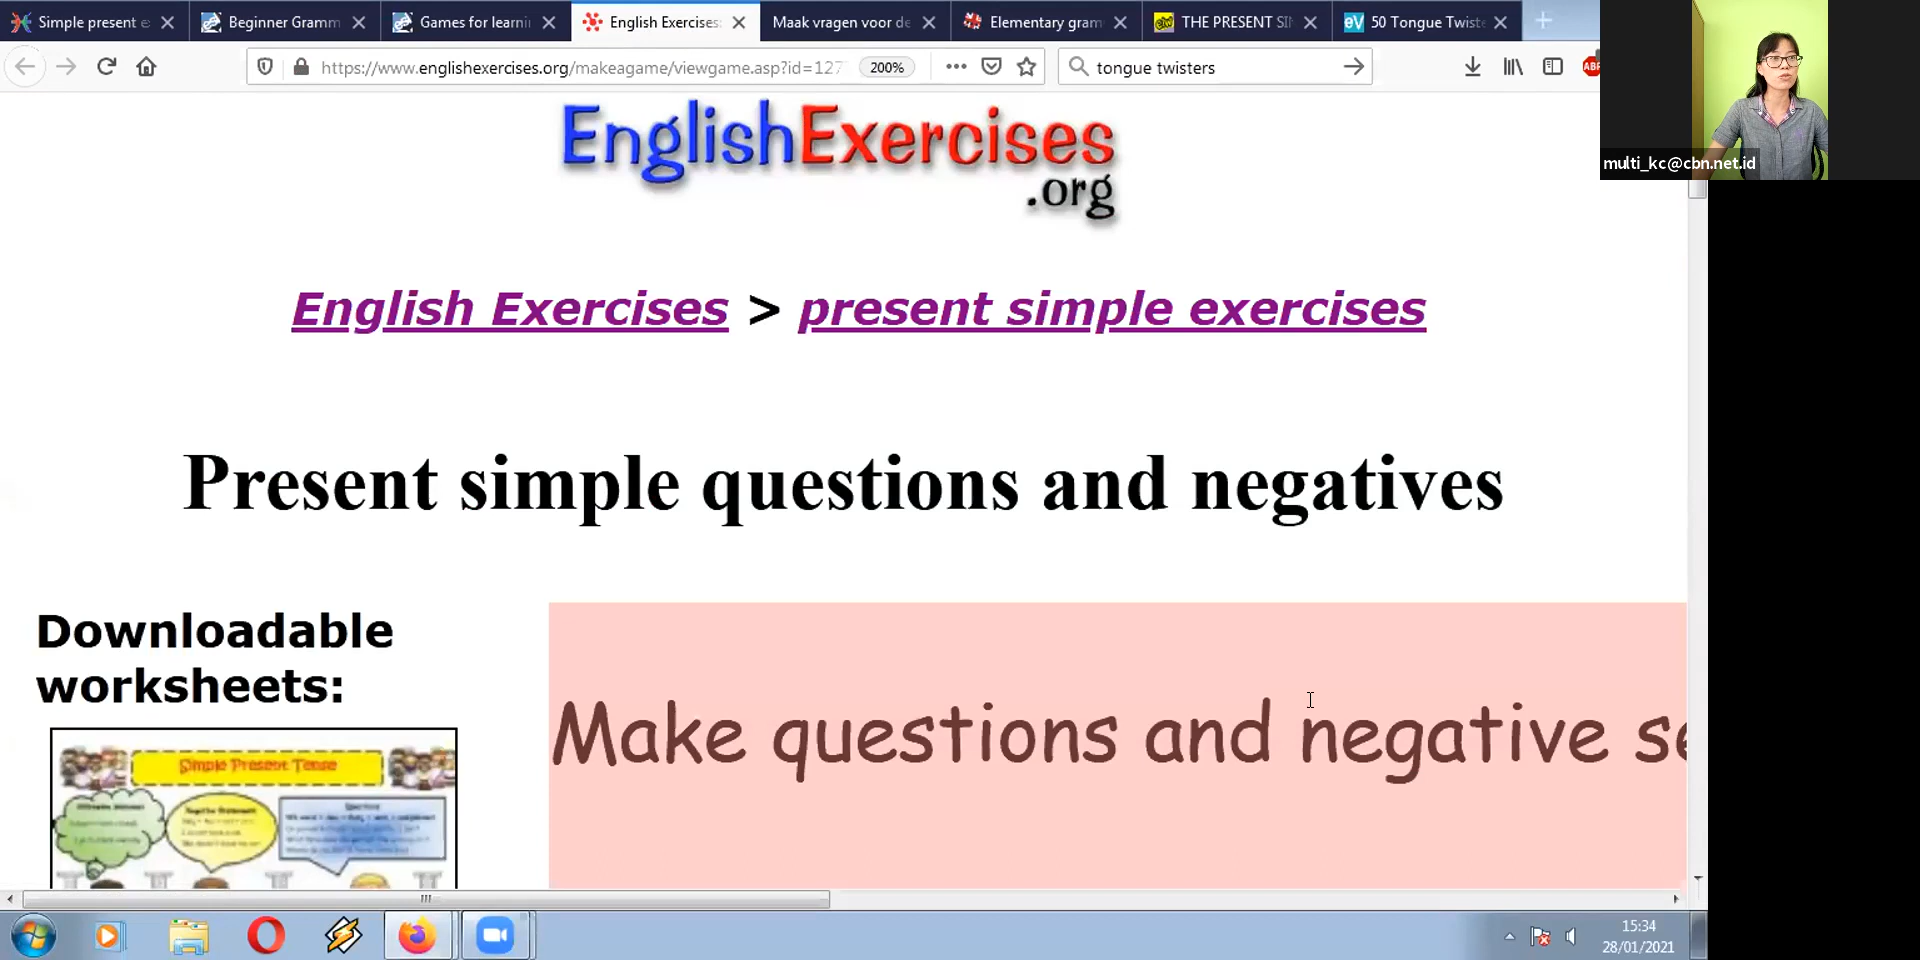 Simple present e
Beginner Gramm
Games for learni
English Exercises:
Maak vragen voor de
Elementary gram
THE PRESENT SI
eV 50 Tongue Twist
https://www.englishexercises.org/makeagame/viewgame.asp?id=127
200%
tongue twisters
ABP
multi_kc@cbn.net.id
EnglishExercises
.org
English Exercises > present simple exercises
Present simple questions and negatives
Downloadable
worksheets:
Make questions and negative se
Simple Present Tense
15:34
28/01/2021